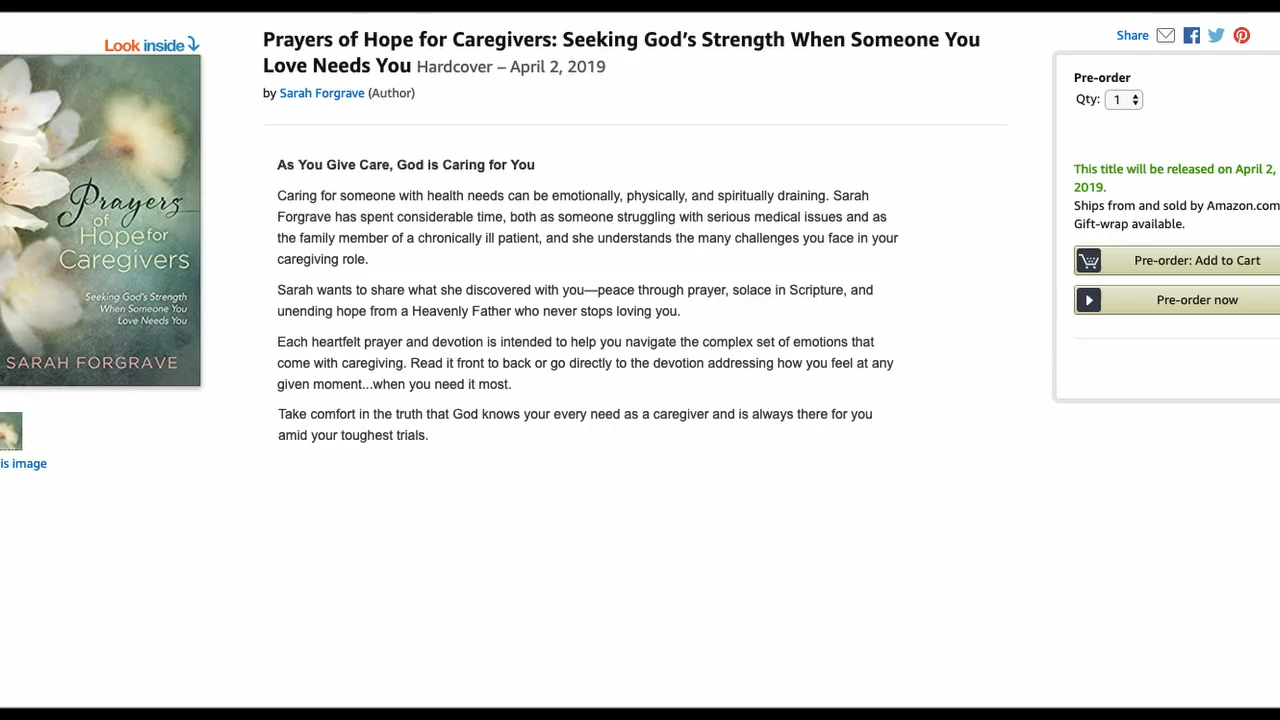 Look inside
Prayers
of
Hope for
Caregivers
Seeking God's Strength
When Someone You
Love Needs You
SARAH FORGRAVE
is image
Prayers of Hope for Caregivers: Seeking God's Strength When Someone You
Love Needs You Hardcover – April 2, 2019
by Sarah Forgrave (Author)
As You Give Care, God is Caring for You
Caring for someone with health needs can be emotionally, physically, and spiritually draining. Sarah
Forgrave has spent considerable time, both as someone struggling with serious medical issues and as
the family member of a chronically ill patient, and she understands the many challenges you face in your
caregiving role.
Sarah wants to share what she discovered with you—peace through prayer, solace in Scripture, and
unending hope from a Heavenly Father who never stops loving you.
Each heartfelt prayer and devotion is intended to help you navigate the complex set of emotions that
come with caregiving. Read it front to back or go directly to the devotion addressing how you feel at any
given moment...when you need it most.
Take comfort in the truth that God knows your every need as a caregiver and is always there for you
amid your toughest trials.
Share
Pre-order
Qty: 1
This title will be released on April 2,
2019.
Ships from and sold by Amazon.com
Gift-wrap available.
Pre-order: Add to Cart
Pre-order now